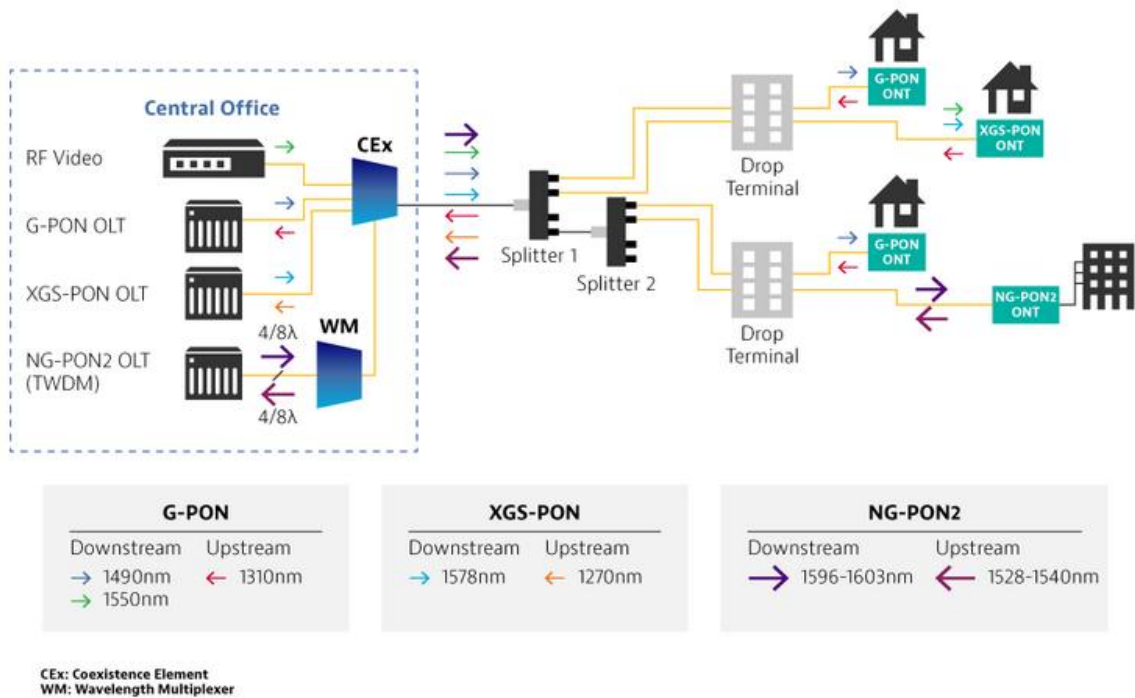 Central Office
RF Video
CEx
G-PON OLT
XGS-PON OLT
4/8λ
WM
NG-PON2 OLT
(TWDM)
4/8λ
Splitter 1
Splitter 2
Drop
Terminal
G-PON
ONT
XGS-PON
ONT
Drop
Terminal
G-PON
ONT
NG-PON2
ONT
G-PON
Downstream Upstream
1490nm 1310nm
1550nm
XGS-PON
Downstream Upstream
1578nm 1270nm
NG-PON2
Downstream Upstream
1596-1603nm 1528-1540nm
CEx: Coexistence Element
WM: Wavelength Multiplexer